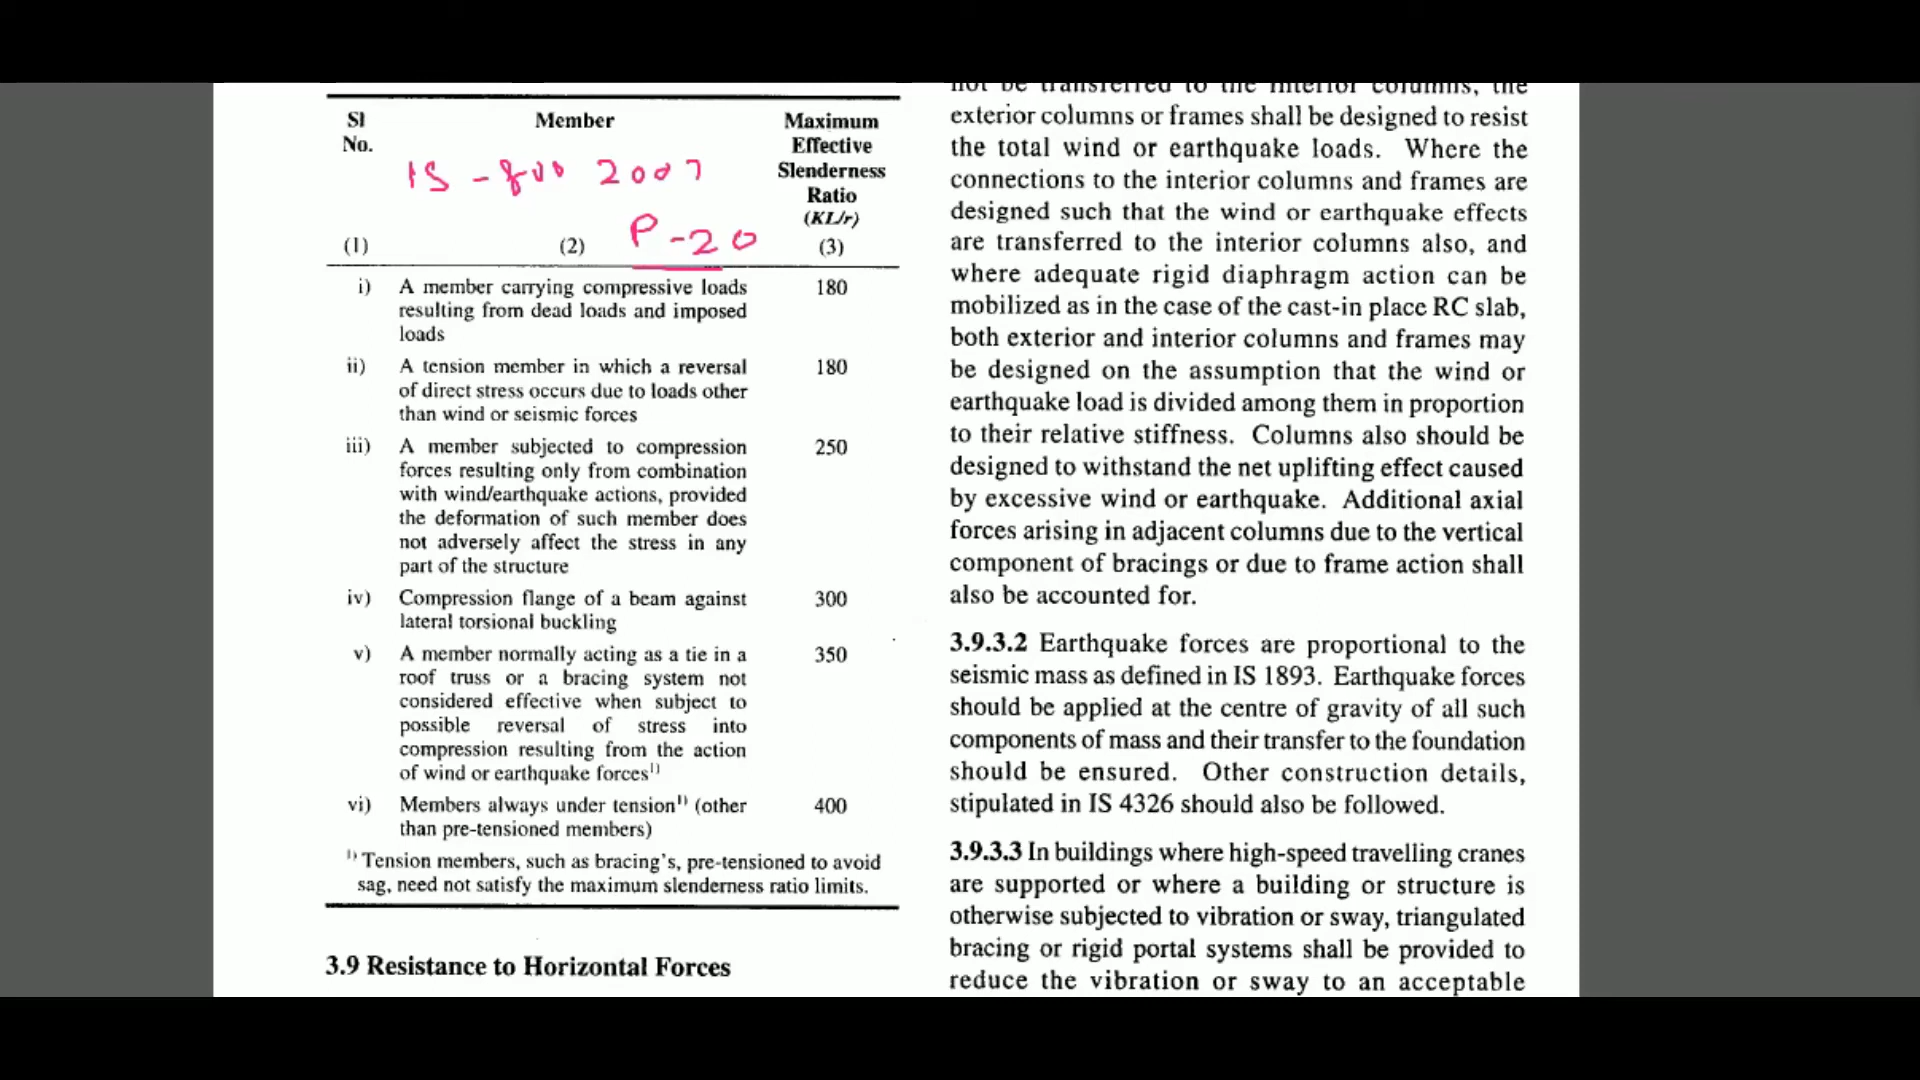 Sl Member Maximum
No. Effective
IS - 800 2007 Slenderness
Ratio
P - 20 (KL/r)
(1) (2) (3)
i) A member carrying compressive loads 180
resulting from dead loads and imposed
loads
ii) A tension member in which a reversal 180
of direct stress occurs due to loads other
than wind or seismic forces
iii) A member subjected to compression 250
forces resulting only from combination
with wind/earthquake actions, provided
the deformation of such member does
not adversely affect the stress in any
part of the structure
iv) Compression flange of a beam against 300
lateral torsional buckling
v) A member normally acting as a tie in a 350
roof truss or a bracing system not
considered effective when subject to
possible reversal of stress into
compression resulting from the action
of wind or earthquake forces¹⁾
vi) Members always under tension¹⁾ (other 400
than pre-tensioned members)
¹⁾ Tension members, such as bracing's, pre-tensioned to avoid
sag, need not satisfy the maximum slenderness ratio limits.
3.9 Resistance to Horizontal Forces
not be transferred to the interior columns, the
exterior columns or frames shall be designed to resist
the total wind or earthquake loads. Where the
connections to the interior columns and frames are
designed such that the wind or earthquake effects
are transferred to the interior columns also, and
where adequate rigid diaphragm action can be
mobilized as in the case of the cast-in place RC slab,
both exterior and interior columns and frames may
be designed on the assumption that the wind or
earthquake load is divided among them in proportion
to their relative stiffness. Columns also should be
designed to withstand the net uplifting effect caused
by excessive wind or earthquake. Additional axial
forces arising in adjacent columns due to the vertical
component of bracings or due to frame action shall
also be accounted for.
3.9.3.2 Earthquake forces are proportional to the
seismic mass as defined in IS 1893. Earthquake forces
should be applied at the centre of gravity of all such
components of mass and their transfer to the foundation
should be ensured. Other construction details,
stipulated in IS 4326 should also be followed.
3.9.3.3 In buildings where high-speed travelling cranes
are supported or where a building or structure is
otherwise subjected to vibration or sway, triangulated
bracing or rigid portal systems shall be provided to
reduce the vibration or sway to an acceptable